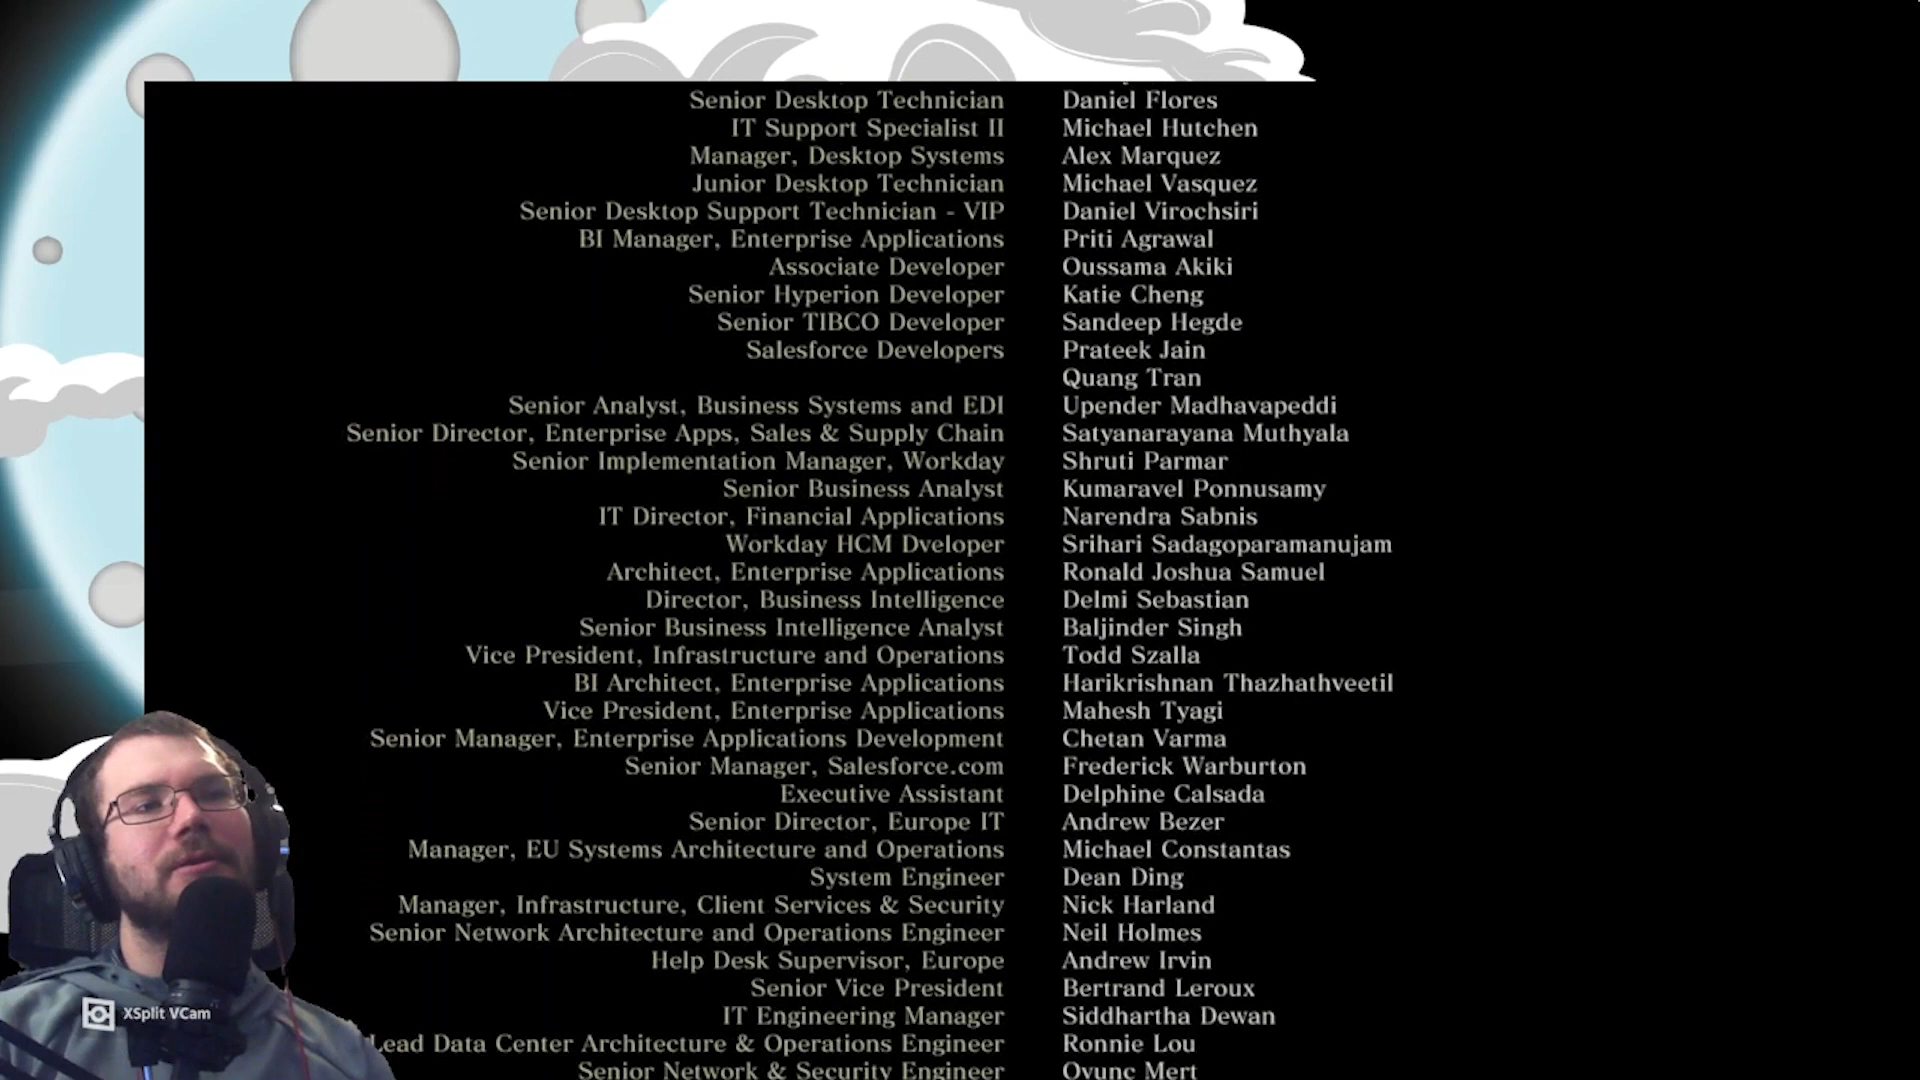 Senior Desktop Technician Daniel Flores
IT Support Specialist II Michael Hutchen
Manager, Desktop Systems Alex Marquez
Junior Desktop Technician Michael Vasquez
Senior Desktop Support Technician - VIP Daniel Virochsiri
BI Manager, Enterprise Applications Priti Agrawal
Associate Developer Oussama Akiki
Senior Hyperion Developer Katie Cheng
Senior TIBCO Developer Sandeep Hegde
Salesforce Developers Prateek Jain
Quang Tran
Senior Analyst, Business Systems and EDI Upender Madhavapeddi
Senior Director, Enterprise Apps, Sales & Supply Chain Satyanarayana Muthyala
Senior Implementation Manager, Workday Shruti Parmar
Senior Business Analyst Kumaravel Ponnusamy
IT Director, Financial Applications Narendra Sabnis
Workday HCM Dveloper Srihari Sadagoparamanujam
Architect, Enterprise Applications Ronald Joshua Samuel
Director, Business Intelligence Delmi Sebastian
Senior Business Intelligence Analyst Baljinder Singh
Vice President, Infrastructure and Operations Todd Szalla
BI Architect, Enterprise Applications Harikrishnan Thazhathveetil
Vice President, Enterprise Applications Mahesh Tyagi
Senior Manager, Enterprise Applications Development Chetan Varma
Senior Manager, Salesforce.com Frederick Warburton
Executive Assistant Delphine Calsada
Senior Director, Europe IT Andrew Bezer
Manager, EU Systems Architecture and Operations Michael Constantas
System Engineer Dean Ding
Manager, Infrastructure, Client Services & Security Nick Harland
Senior Network Architecture and Operations Engineer Neil Holmes
Help Desk Supervisor, Europe Andrew Irvin
Senior Vice President Bertrand Leroux
IT Engineering Manager Siddhartha Dewan
Lead Data Center Architecture & Operations Engineer Ronnie Lou
Senior Network & Security Engineer Ovunc Mert
XSplit VCam